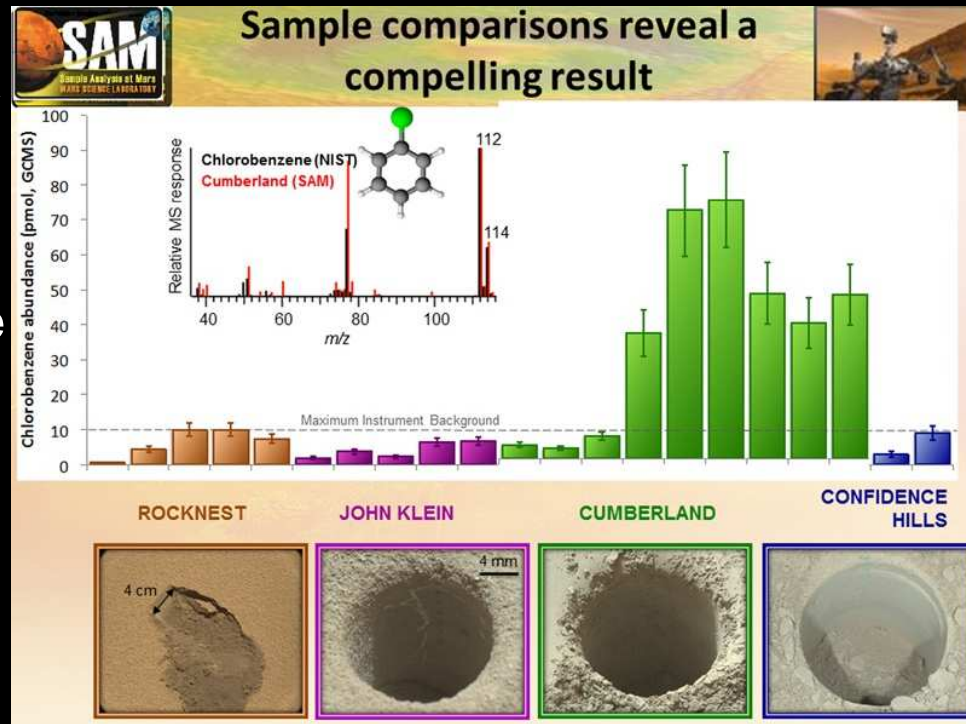 SAM
Sample Analysis at Mars
MARS SCIENCE LABORATORY
Sample comparisons reveal a
compelling result
e
Chlorobenzene abundance (pmol, GCMS)
100
90
80
70
60
50
40
30
20
10
0
Relative MS response
Chlorobenzene (NIST)
Cumberland (SAM)
112
114
40 60 80 100
m/z
Maximum Instrument Background
ROCKNEST
JOHN KLEIN
CUMBERLAND
CONFIDENCE
HILLS
4 cm
4 mm